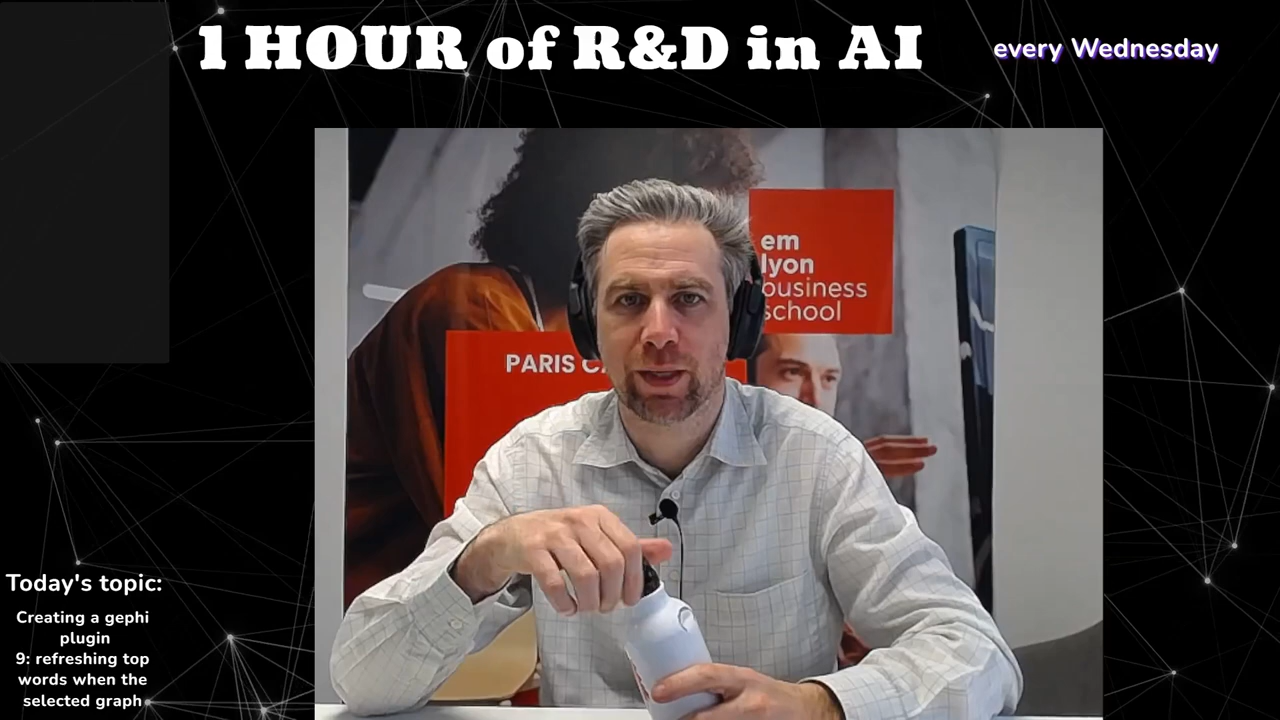 1 HOUR of R&D in AI
every Wednesday
em
lyon
business
school
PARIS
Today's topic:
Creating a gephi
plugin
9: refreshing top
words when the
selected graph